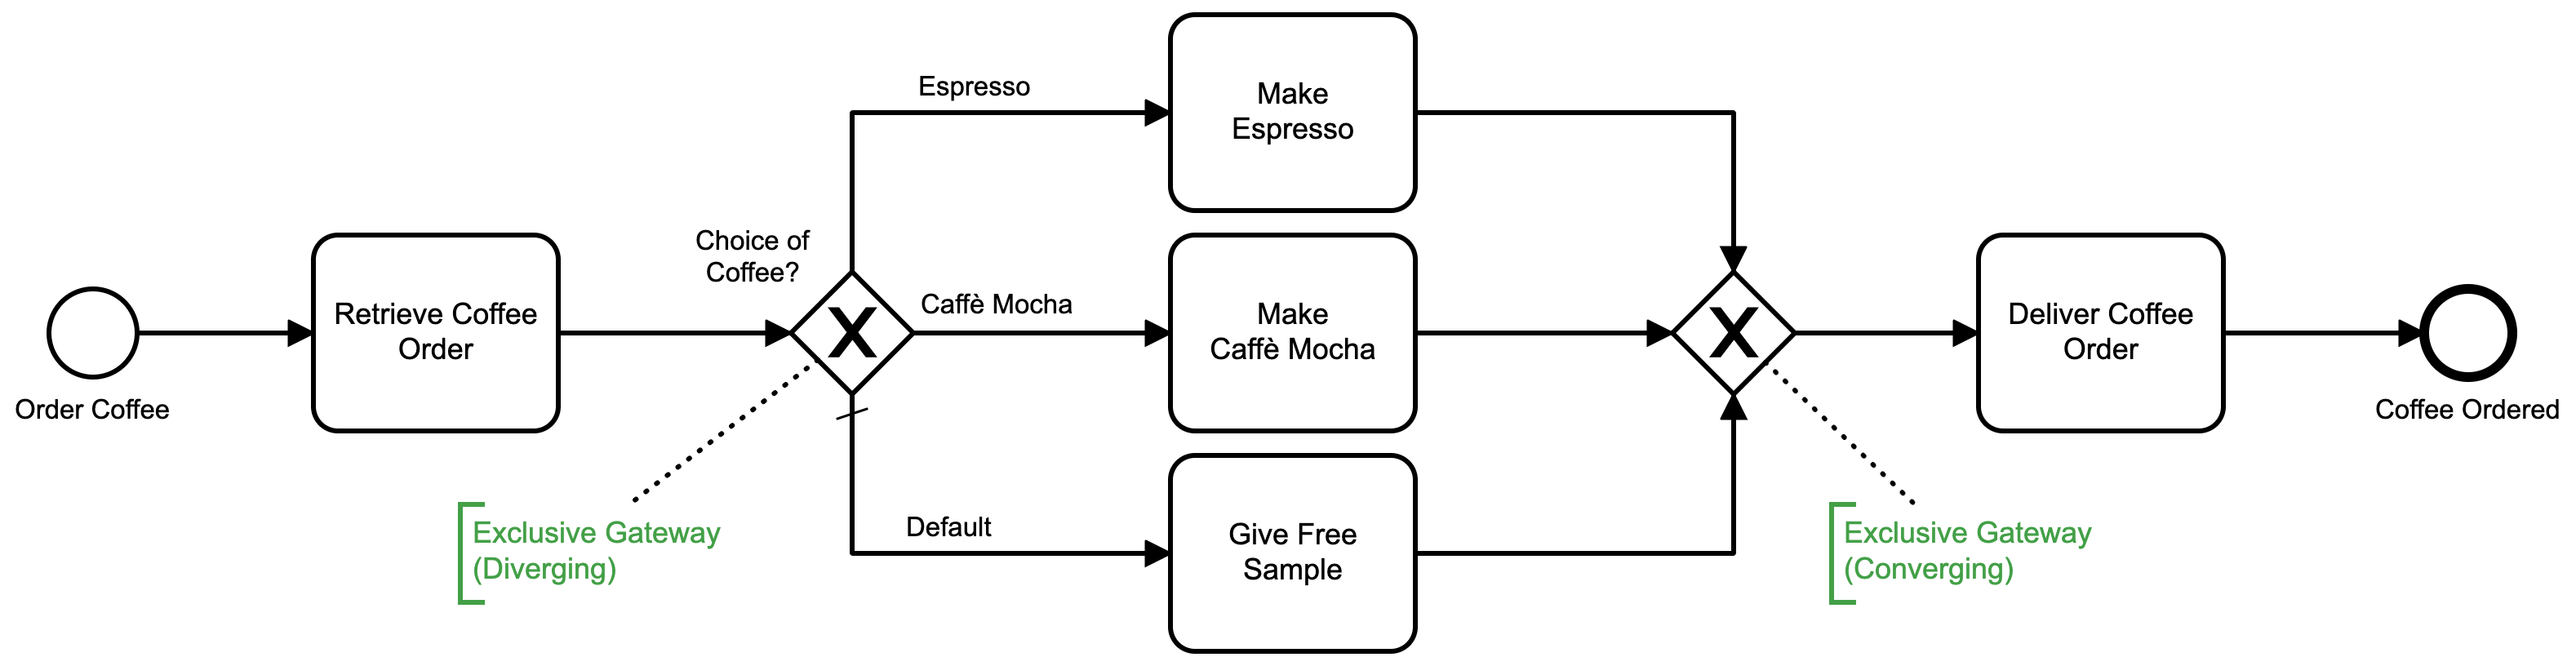 Order Coffee
Retrieve Coffee
Order
Choice of
Coffee?
X
Espresso
Caffè Mocha
Default
Exclusive Gateway
(Diverging)
Make
Espresso
Make
Caffè Mocha
Give Free
Sample
X
Exclusive Gateway
(Converging)
Deliver Coffee
Order
Coffee Ordered